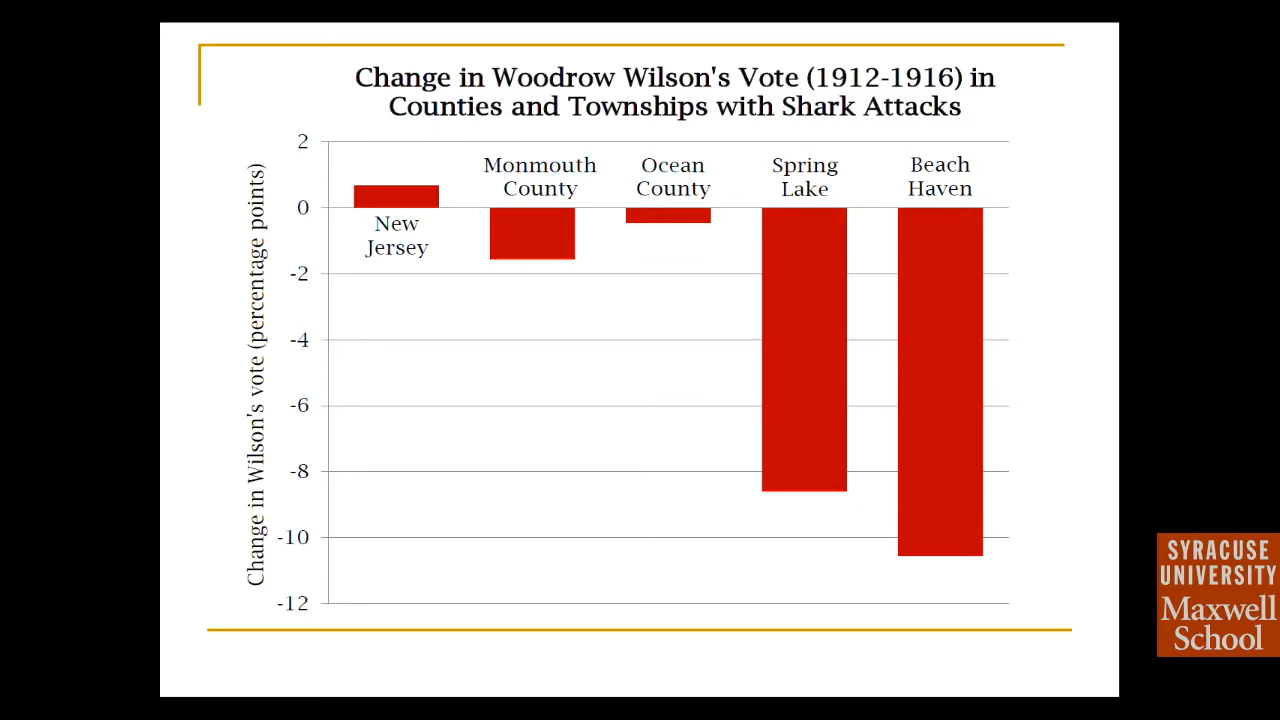 Change in Woodrow Wilson's Vote (1912-1916) in
Counties and Townships with Shark Attacks
Change in Wilson's vote (percentage points)
2
0
-2
-4
-6
-8
-10
-12
New
Jersey
Monmouth
County
Ocean
County
Spring
Lake
Beach
Haven
SYRACUSE
UNIVERSITY
Maxwell
School